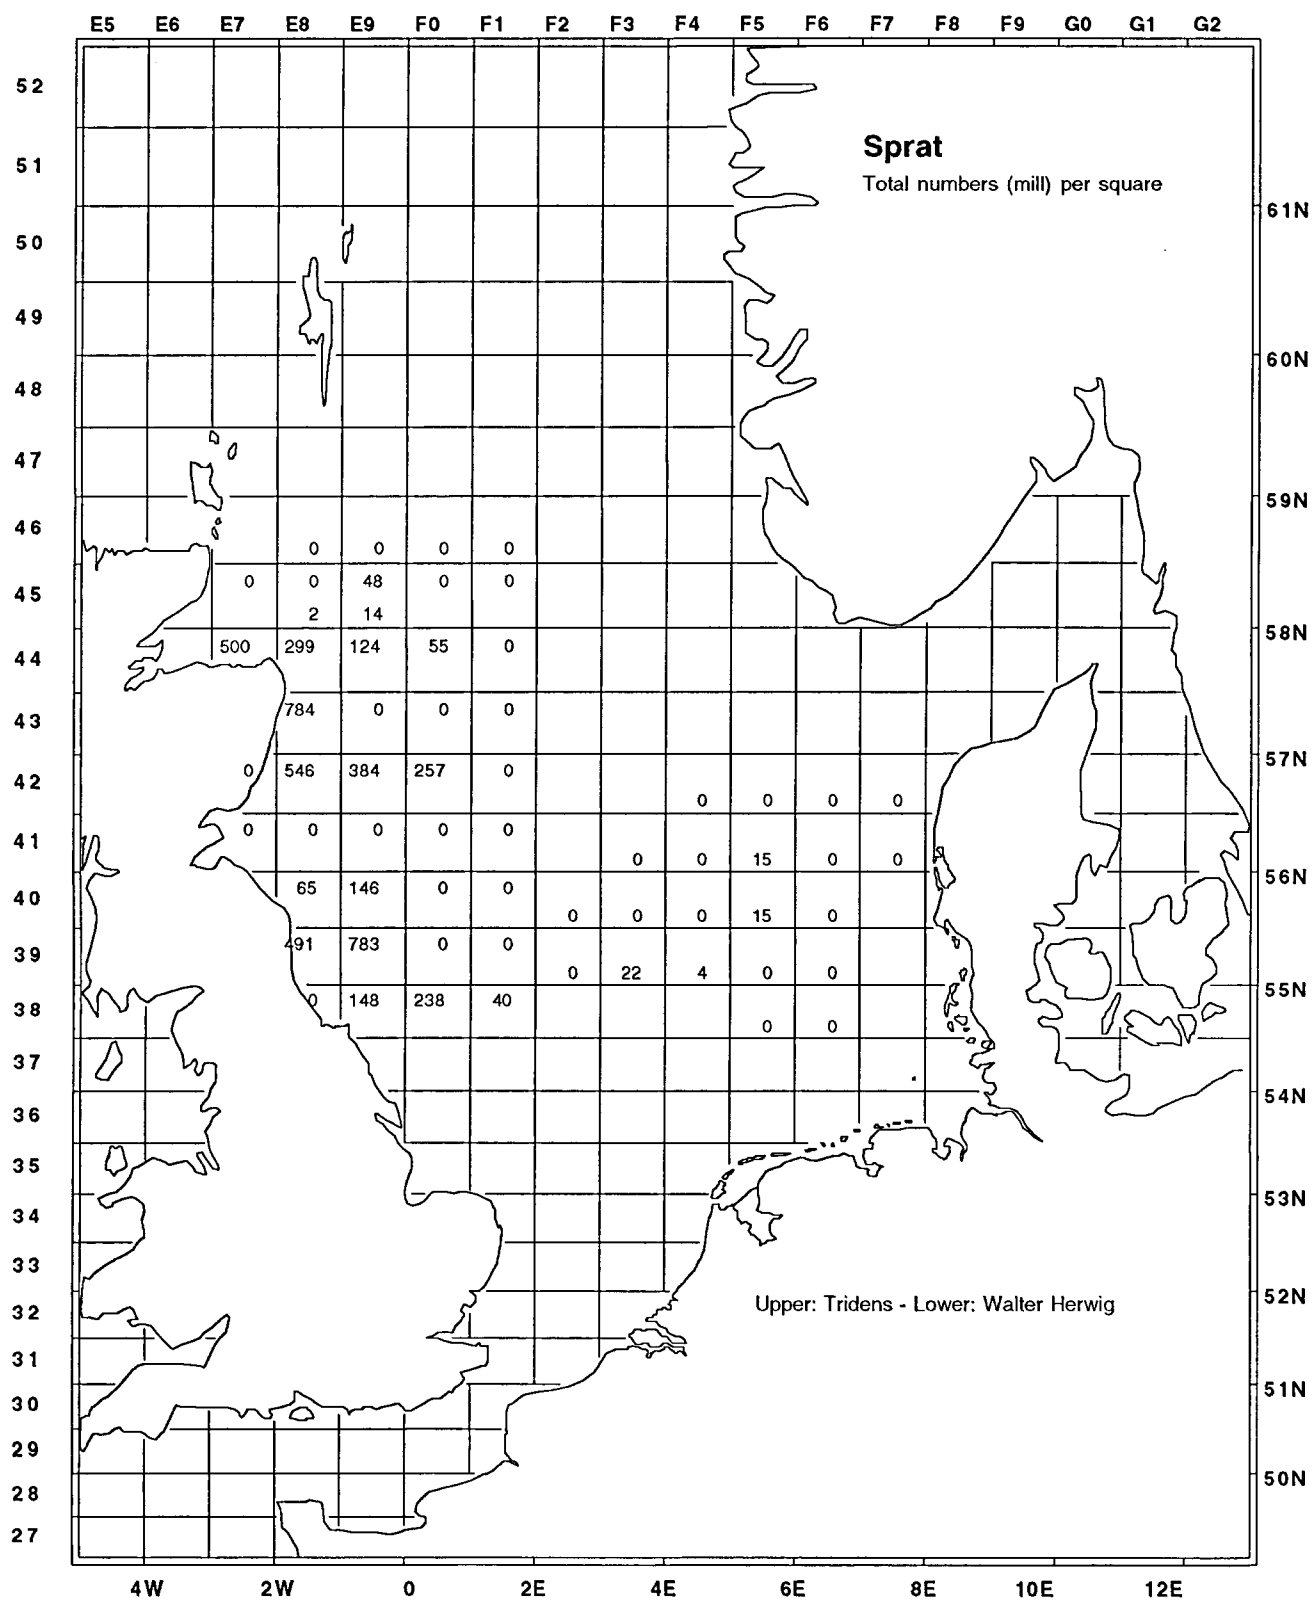 E5 E6 E7 E8 E9 F0 F1 F2 F3 F4 F5 F6 F7 F8 F9 G0 G1 G2
52
Sprat
51
Total numbers (mill) per square
61N
50
49
60N
48
47
59N
46
0 0 0 0
0 0 48 0 0
45
2 14
58N
500 299 124 55 0
44
784 0 0 0
43
57N
0 546 384 257 0
42
0 0 0 0
0 0 0 0 0
41
0 0 15 0 0
56N
65 146 0 0
40
0 0 0 15 0
491 783 0 0
39
0 22 4 0 0
55N
0 148 238 40
38
0 0
37
54N
36
35
53N
34
33
52N
Upper: Tridens - Lower: Walter Herwig
32
31
51N
30
29
50N
28
27
4W 2W 0 2E 4E 6E 8E 10E 12E